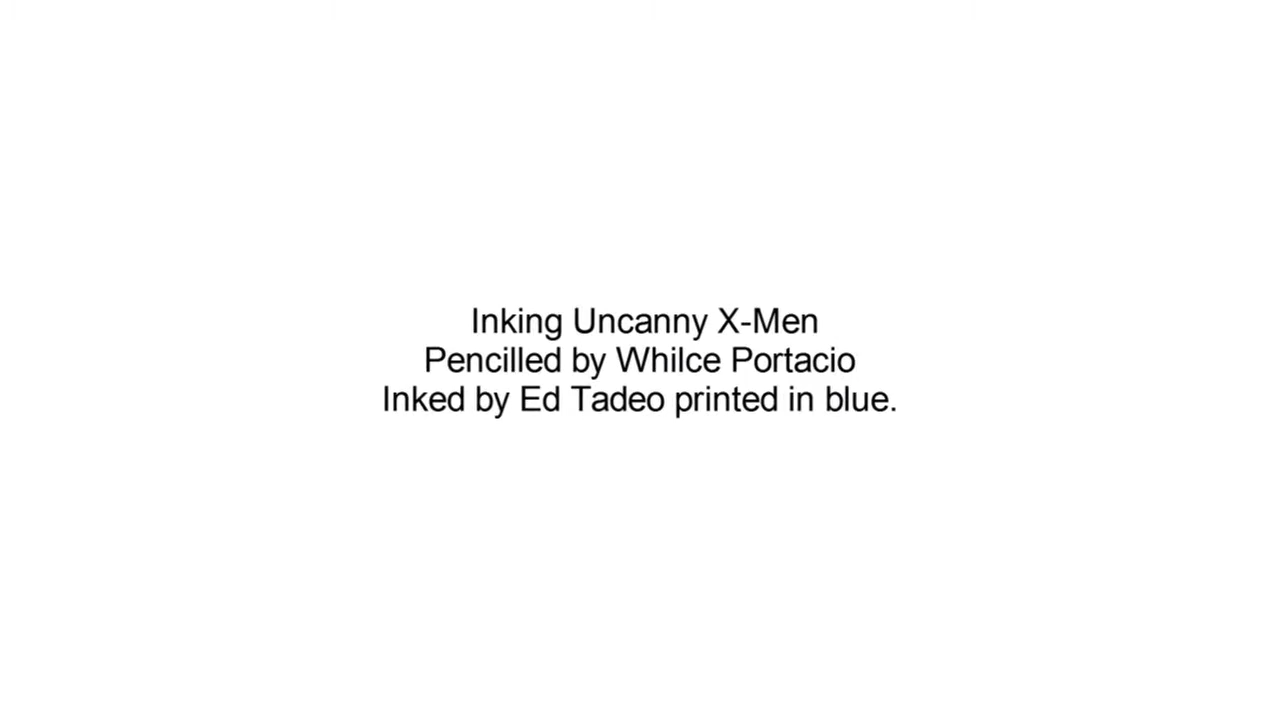 Inking Uncanny X-Men
Pencilled by Whilce Portacio
Inked by Ed Tadeo printed in blue.